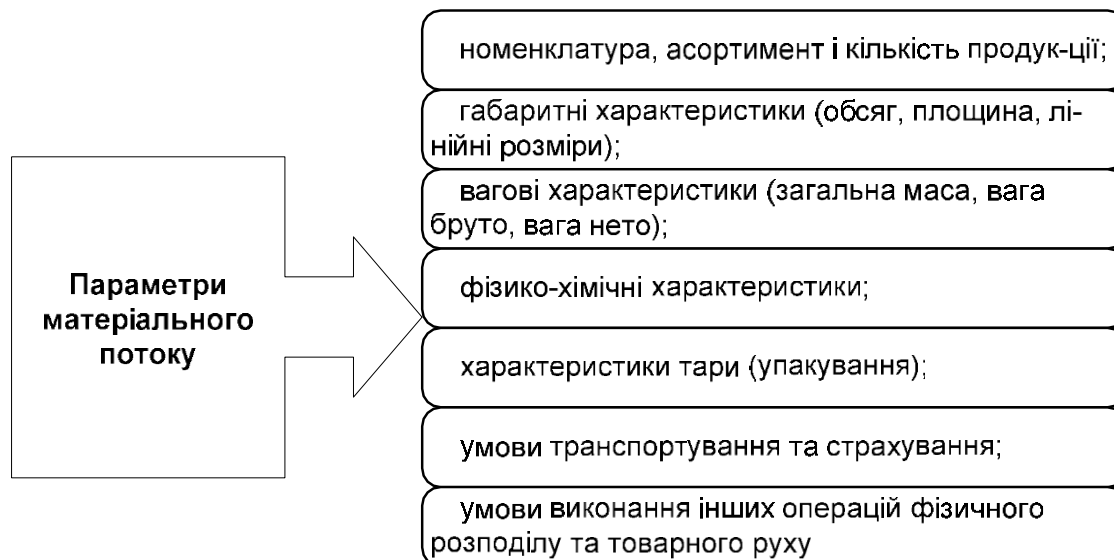 Параметри
матеріального
потоку
номенклатура, асортимент і кількість продук-ції;
габаритні характеристики (обсяг, площина, лі-
нійні розміри);
вагові характеристики (загальна маса, вага
бруто, вага нето);
фізико-хімічні характеристики;
характеристики тари (упакування);
умови транспортування та страхування;
умови виконання інших операцій фізичного
розподілу та товарного руху